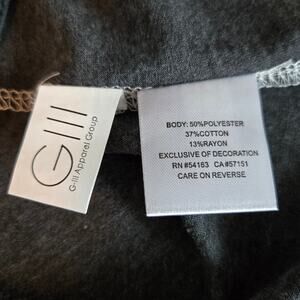 GIII
G-III Apparel Group
BODY: 50%POLYESTER
37%COTTON
13%RAYON
EXCLUSIVE OF DECORATION
RN #54163 CA#57151
CARE ON REVERSE